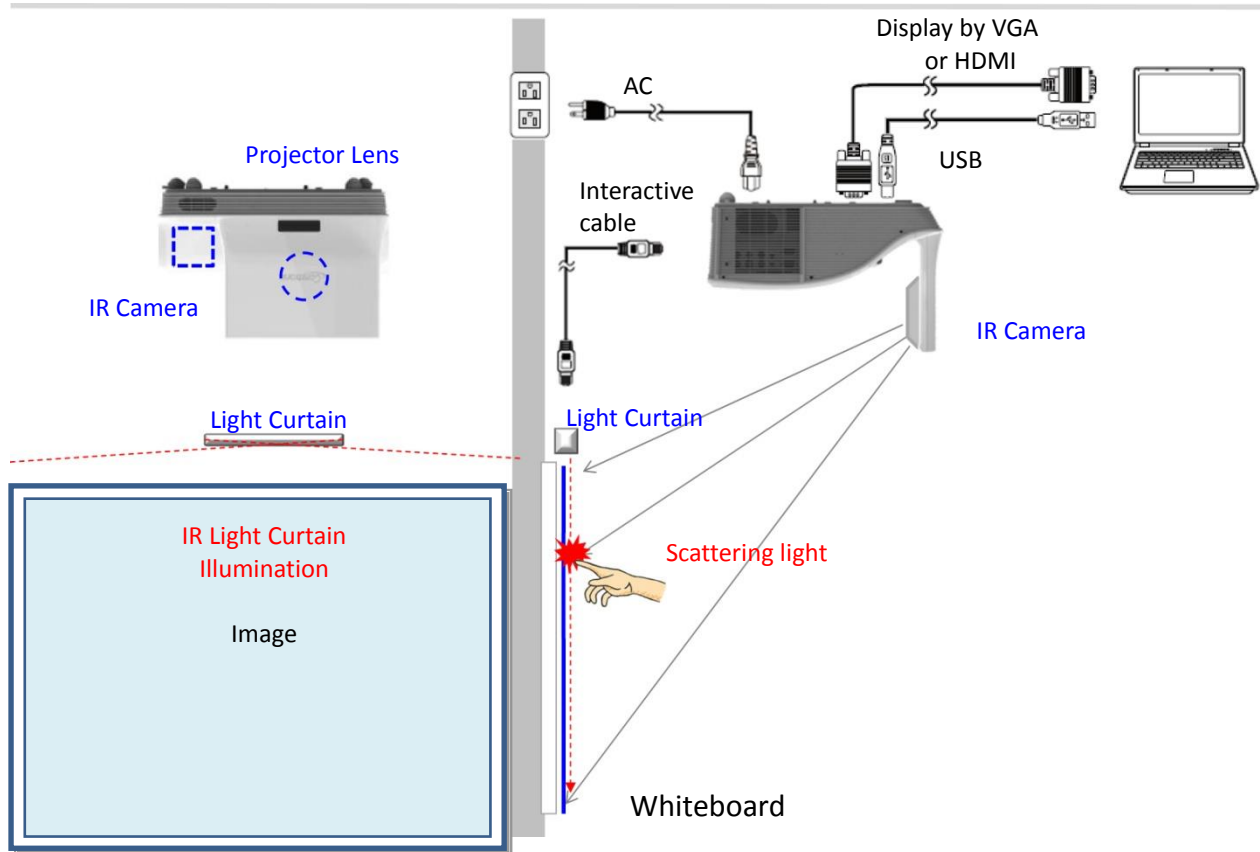 Display by VGA
or HDMI
AC
USB
Projector Lens
Interactive
cable
IR Camera
IR Camera
Light Curtain
Light Curtain
IR Light Curtain
Illumination
Scattering light
Image
Whiteboard